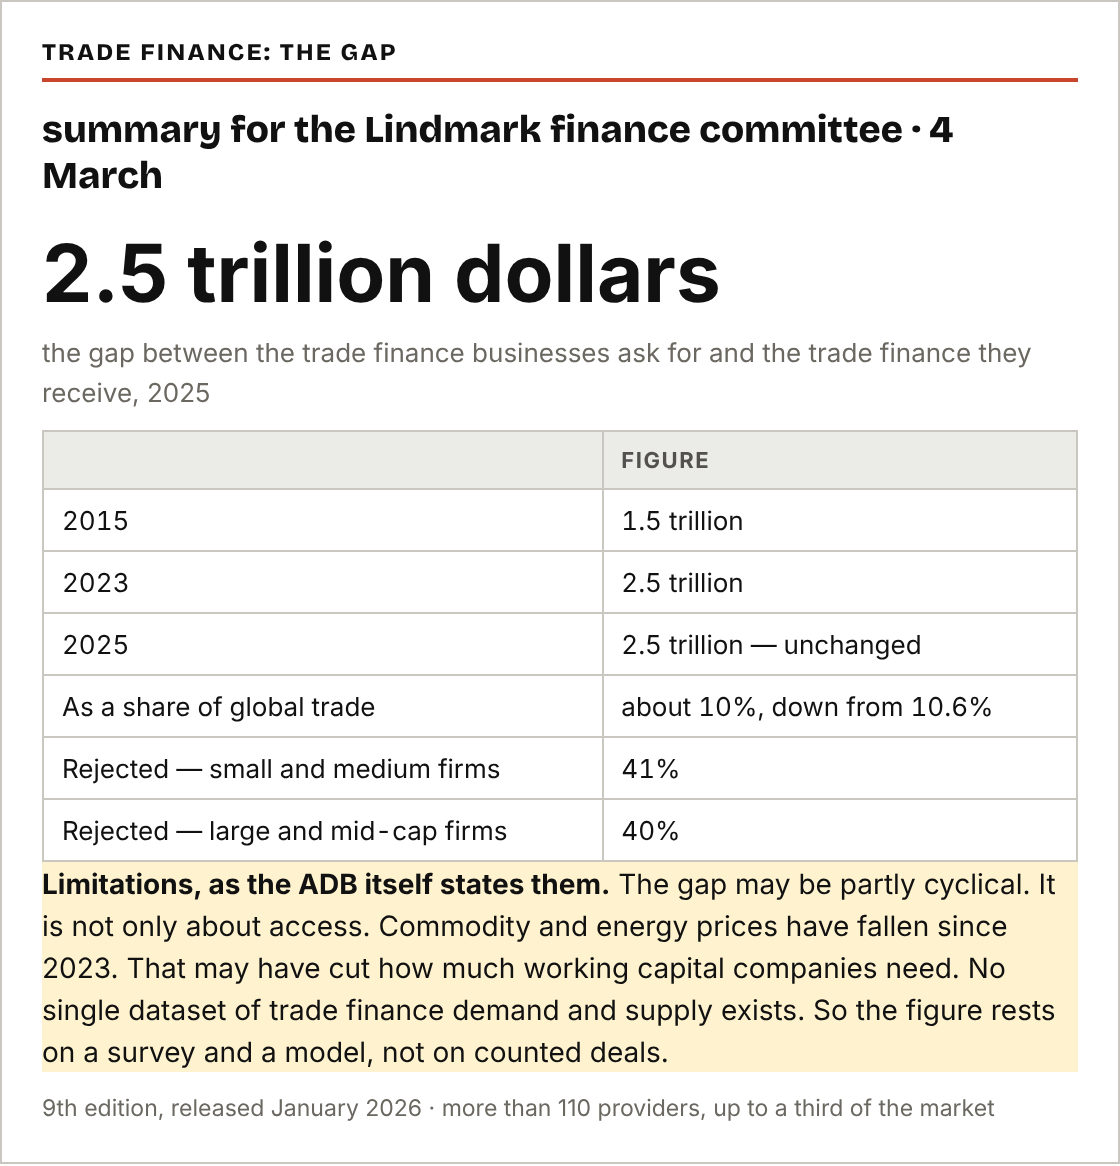 TRADE FINANCE: THE GAP
summary for the Lindmark finance committee · 4
March
2.5 trillion dollars
the gap between the trade finance businesses ask for and the trade finance they
receive, 2025
FIGURE
2015 1.5 trillion
2023 2.5 trillion
2025 2.5 trillion — unchanged
As a share of global trade about 10%, down from 10.6%
Rejected — small and medium firms 41%
Rejected — large and mid-cap firms 40%
Limitations, as the ADB itself states them. The gap may be partly cyclical. It
is not only about access. Commodity and energy prices have fallen since
2023. That may have cut how much working capital companies need. No
single dataset of trade finance demand and supply exists. So the figure rests
on a survey and a model, not on counted deals.
9th edition, released January 2026 · more than 110 providers, up to a third of the market